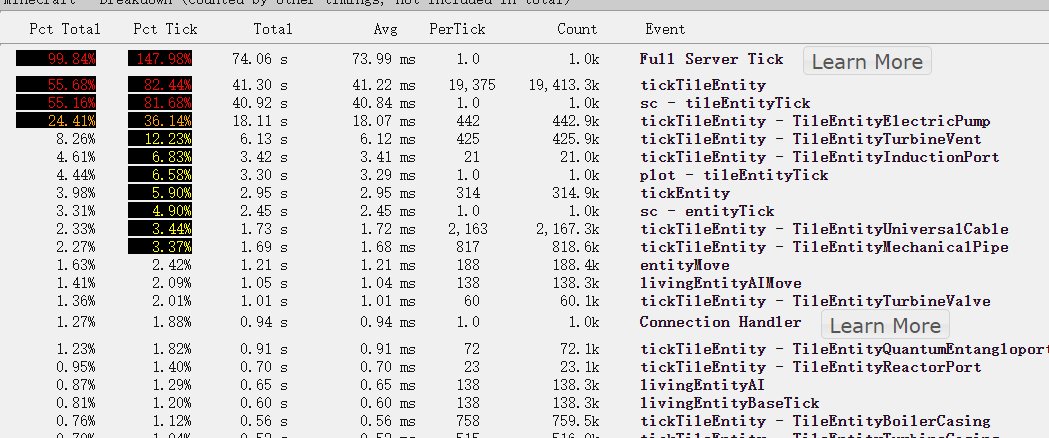 minecraft - Breakdown (counted by other timings, not included in total)
Pct Total Pct Tick Total Avg PerTick Count Event
99.84% 147.98% 74.06 s 73.99 ms 1.0 1.0k Full Server Tick Learn More
55.68% 82.44% 41.30 s 41.22 ms 19,375 19,413.3k tickTileEntity
55.16% 81.68% 40.92 s 40.84 ms 1.0 1.0k sc - tileEntityTick
24.41% 36.14% 18.11 s 18.07 ms 442 442.9k tickTileEntity - TileEntityElectricPump
8.26% 12.23% 6.13 s 6.12 ms 425 425.9k tickTileEntity - TileEntityTurbineVent
4.61% 6.83% 3.42 s 3.41 ms 21 21.0k tickTileEntity - TileEntityInductionPort
4.44% 6.58% 3.30 s 3.29 ms 1.0 1.0k plot - tileEntityTick
3.98% 5.90% 2.95 s 2.95 ms 314 314.9k tickEntity
3.31% 4.90% 2.45 s 2.45 ms 1.0 1.0k sc - entityTick
2.33% 3.44% 1.73 s 1.72 ms 2,163 2,167.3k tickTileEntity - TileEntityUniversalCable
2.27% 3.37% 1.69 s 1.68 ms 817 818.6k tickTileEntity - TileEntityMechanicalPipe
1.63% 2.42% 1.21 s 1.21 ms 188 188.4k entityMove
1.41% 2.09% 1.05 s 1.04 ms 138 138.3k livingEntityAIMove
1.36% 2.01% 1.01 s 1.01 ms 60 60.1k tickTileEntity - TileEntityTurbineValve
1.27% 1.88% 0.94 s 0.94 ms 1.0 1.0k Connection Handler Learn More
1.23% 1.82% 0.91 s 0.91 ms 72 72.1k tickTileEntity - TileEntityQuantumEntangloport
0.95% 1.40% 0.70 s 0.70 ms 23 23.1k tickTileEntity - TileEntityReactorPort
0.87% 1.29% 0.65 s 0.65 ms 138 138.3k livingEntityAI
0.81% 1.20% 0.60 s 0.60 ms 138 138.3k livingEntityBaseTick
0.76% 1.12% 0.56 s 0.56 ms 758 759.5k tickTileEntity - TileEntityBoilerCasing